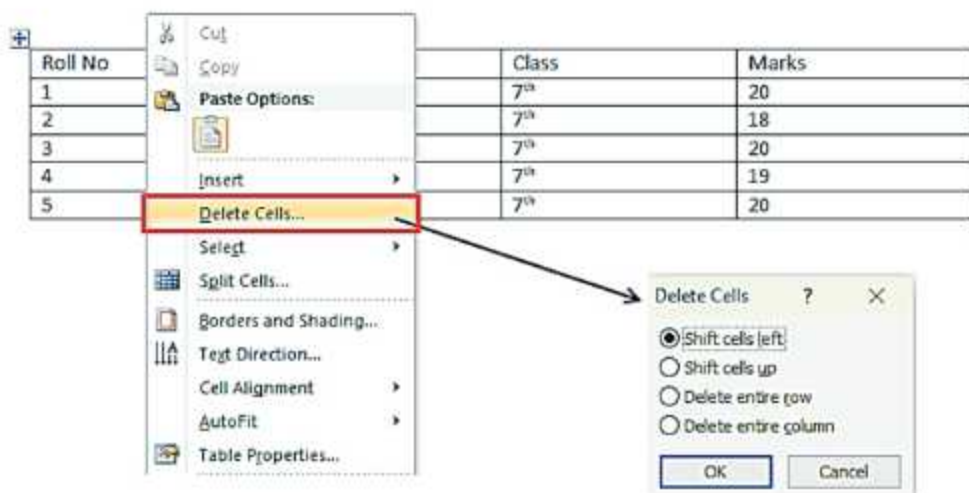 Roll No Class Marks
1 7th 20
2 7th 18
3 7th 20
4 7th 19
5 7th 20
Cut
Copy
Paste Options:
Insert
Delete Cells...
Select
Split Cells...
Borders and Shading...
Text Direction...
Cell Alignment
AutoFit
Table Properties...
Delete Cells ? ×
Shift cells left
Shift cells up
Delete entire row
Delete entire column
OK Cancel